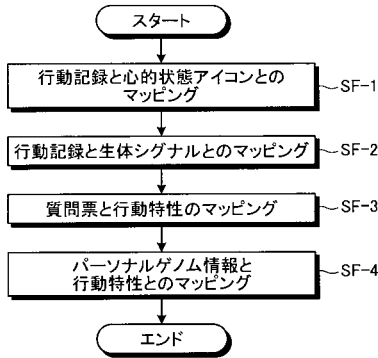 スタート
行動記録と心的状態アイコンとの
マッピング
SF-1
行動記録と生体シグナルとのマッピング
SF-2
質問票と行動特性のマッピング
SF-3
パーソナルゲノム情報と
行動特性とのマッピング
SF-4
エンド